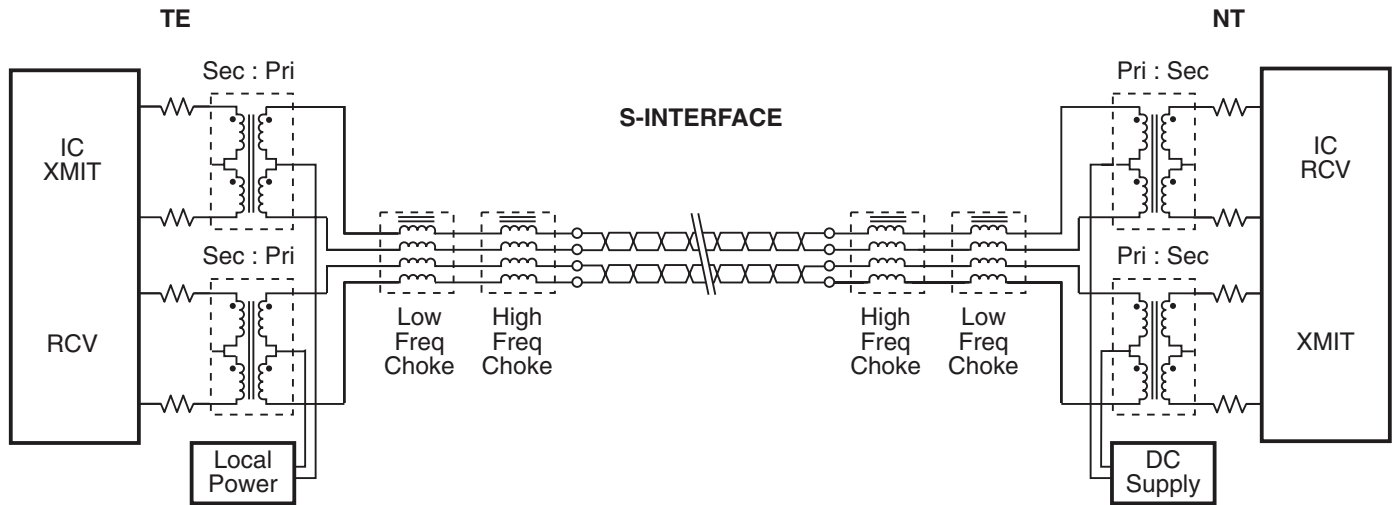 TE
NT
Sec : Pri
Pri : Sec
S-INTERFACE
IC
XMIT
IC
RCV
Sec : Pri
Pri : Sec
Low
Freq
Choke
High
Freq
Choke
High
Freq
Choke
Low
Freq
Choke
RCV
XMIT
Local
Power
DC
Supply